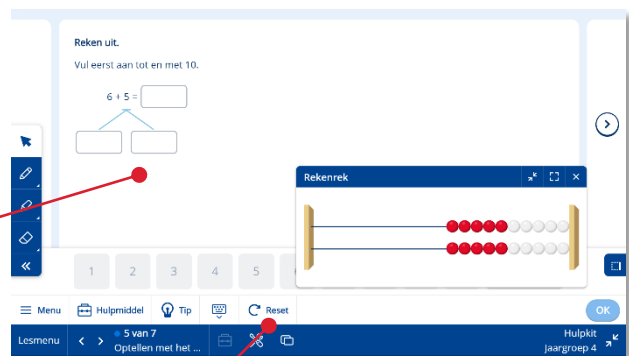 Reken uit.
Vul eerst aan tot en met 10.
6 + 5 =
Rekenrek
1 2 3 4 5
Menu Hulpmiddel Tip Reset OK
Lesmenu 5 van 7 Hulpkit
Optellen met het ... Jaargroep 4